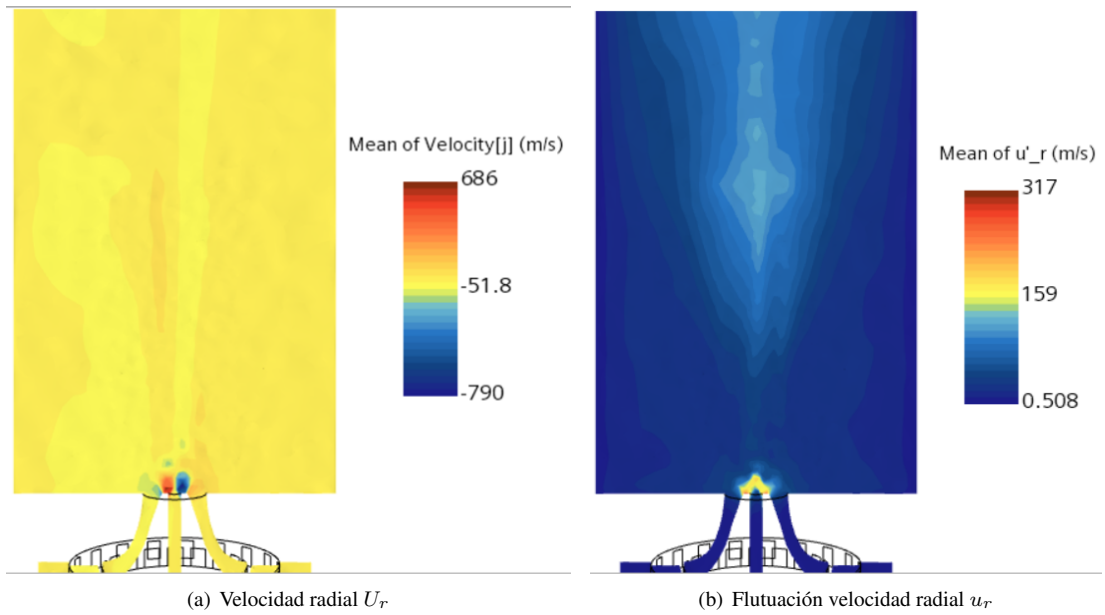 Mean of Velocity[j] (m/s)
686
-51.8
-790
Mean of u'_r (m/s)
317
159
0.508
(a) Velocidad radial U_r
(b) Flutuación velocidad radial u_r